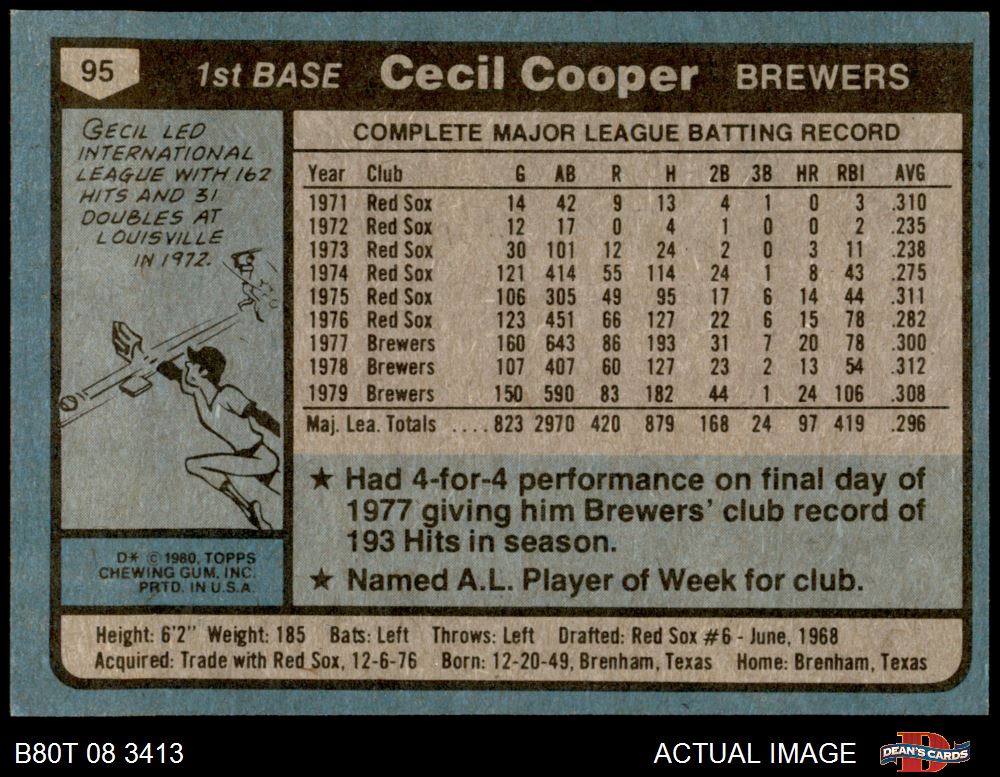 95 1st BASE Cecil Cooper BREWERS
CECIL LED
INTERNATIONAL
LEAGUE WITH 162
HITS AND 31
DOUBLES AT
LOUISVILLE
IN 1972.
COMPLETE MAJOR LEAGUE BATTING RECORD
Year Club G AB R H 2B 3B HR RBI AVG
1971 Red Sox 14 42 9 13 4 1 0 3 .310
1972 Red Sox 12 17 0 4 1 0 0 2 .235
1973 Red Sox 30 101 12 24 2 0 3 11 .238
1974 Red Sox 121 414 55 114 24 1 8 43 .275
1975 Red Sox 106 305 49 95 17 6 14 44 .311
1976 Red Sox 123 451 66 127 22 6 15 78 .282
1977 Brewers 160 643 86 193 31 7 20 78 .300
1978 Brewers 107 407 60 127 23 2 13 54 .312
1979 Brewers 150 590 83 182 44 1 24 106 .308
Maj. Lea. Totals .... 823 2970 420 879 168 24 97 419 .296
★ Had 4-for-4 performance on final day of
1977 giving him Brewers' club record of
193 Hits in season.
★ Named A.L. Player of Week for club.
D* © 1980, TOPPS
CHEWING GUM, INC.
PRTD. IN U.S.A.
Height: 6'2" Weight: 185 Bats: Left Throws: Left Drafted: Red Sox #6 - June, 1968
Acquired: Trade with Red Sox, 12-6-76 Born: 12-20-49, Brenham, Texas Home: Brenham, Texas
B80T 08 3413 ACTUAL IMAGE DEAN'S CARDS